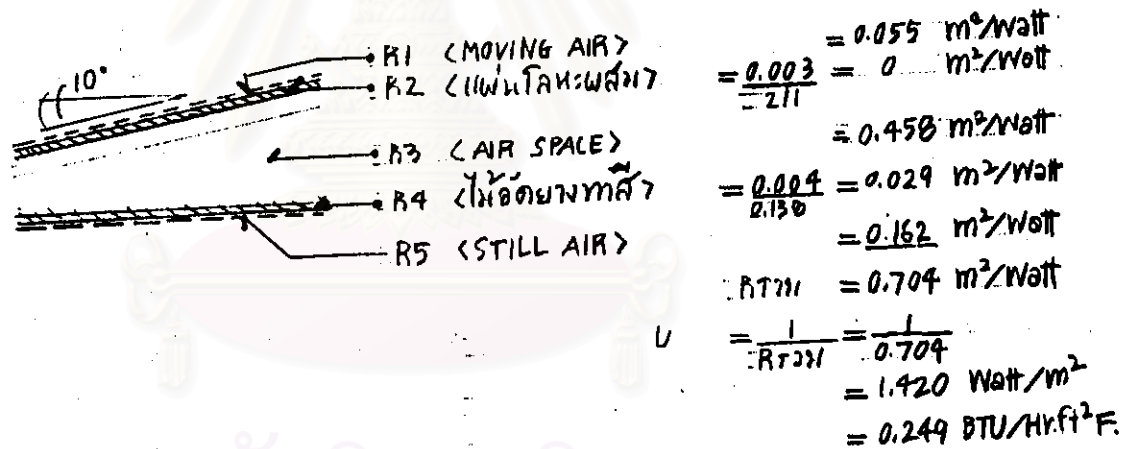 10°
R1 <MOVING AIR> = 0.055 m²/Watt
R2 <แผ่นโลหะผสม> = 0.003 / 211 = 0 m²/Watt
R3 <AIR SPACE> = 0.458 m²/Watt
R4 <ไม้อัดยางทาสี> = 0.004 / 0.138 = 0.029 m²/Watt
R5 <STILL AIR> = 0.162 m²/Watt
Rรวม = 0.704 m²/Watt
U = 1 / Rรวม = 1 / 0.704
= 1.420 Watt/m²
= 0.249 BTU/Hr.ft²F.